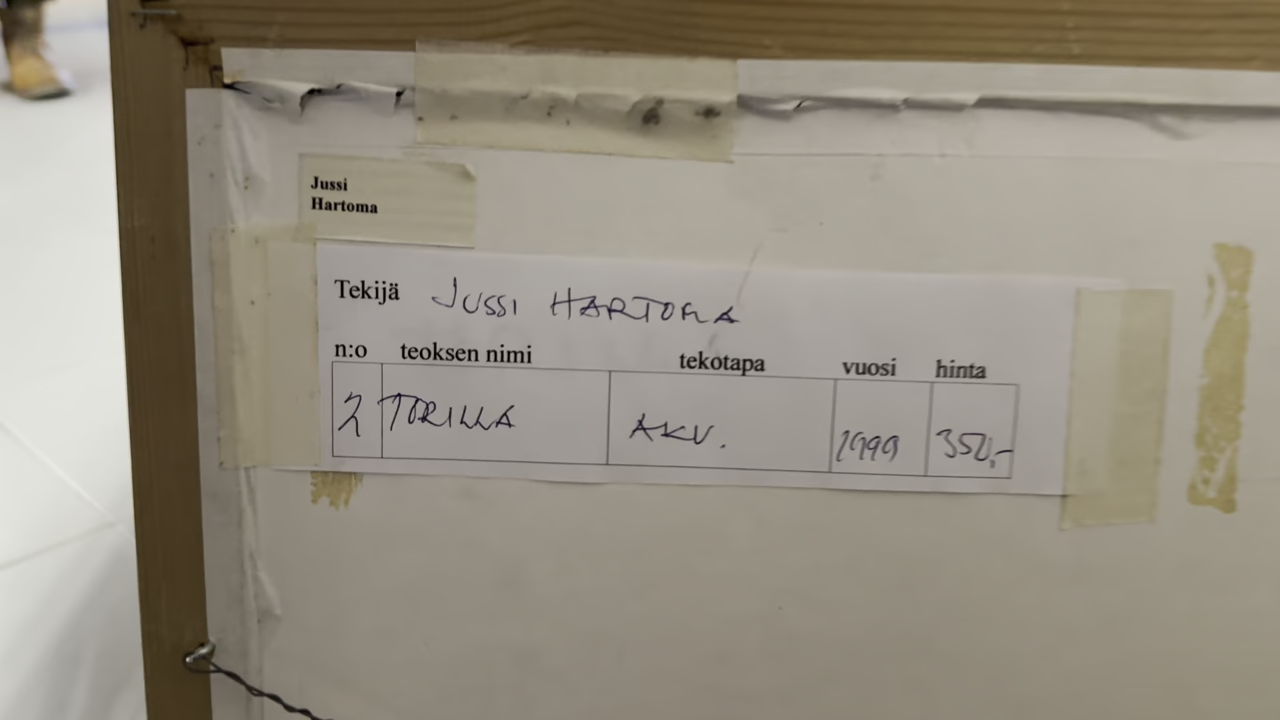 Jussi
Hartoma
Tekijä JUSSI HARTOMA
n:o teoksen nimi tekotapa vuosi hinta
2 TORILLA AKV. 1999 350,-